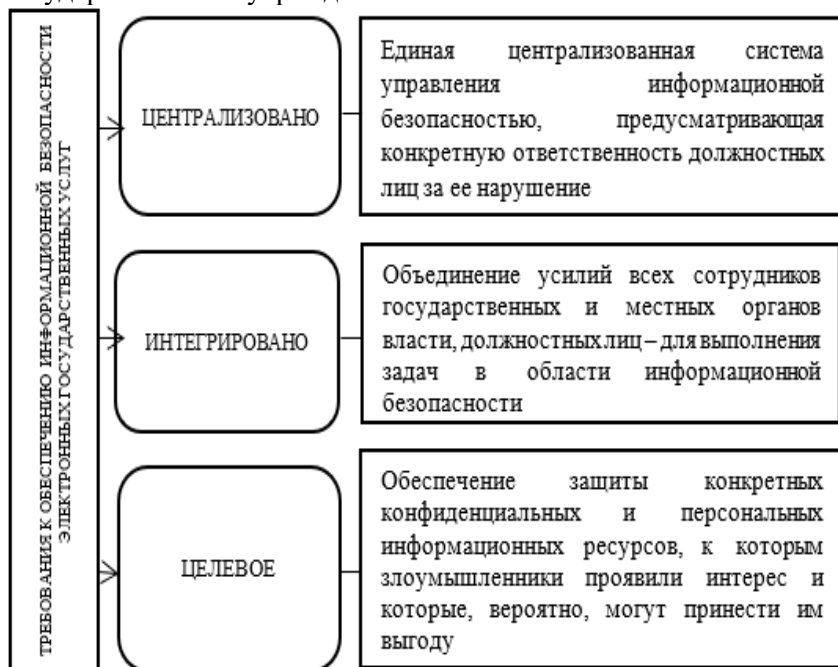 ТРЕБОВАНИЯ К ОБЕСПЕЧЕНИЮ ИНФОРМАЦИОННОЙ БЕЗОПАСНОСТИ
ЭЛЕКТРОННЫХ ГОСУДАРСТВЕННЫХ УСЛУГ
ЦЕНТРАЛИЗОВАНО
Единая централизованная система
управления информационной
безопасностью, предусматривающая
конкретную ответственность должностных
лиц за ее нарушение
ИНТЕГРИРОВАНО
Объединение усилий всех сотрудников
государственных и местных органов
власти, должностных лиц – для выполнения
задач в области информационной
безопасности
ЦЕЛЕВОЕ
Обеспечение защиты конкретных
конфиденциальных и персональных
информационных ресурсов, к которым
злоумышленники проявили интерес и
которые, вероятно, могут принести им
выгоду